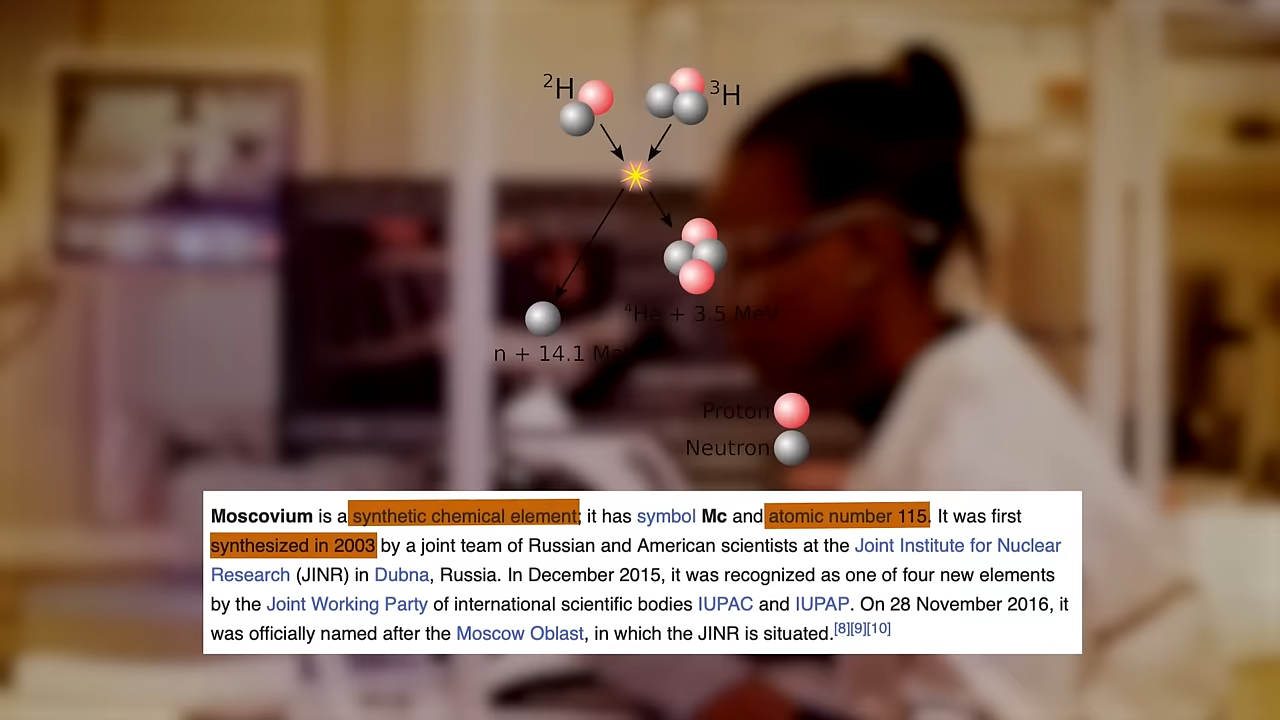 ²H
³H
⁴He + 3.5 MeV
n + 14.1 Me
Proton
Neutron
Moscovium is a synthetic chemical element; it has symbol Mc and atomic number 115. It was first
synthesized in 2003 by a joint team of Russian and American scientists at the Joint Institute for Nuclear
Research (JINR) in Dubna, Russia. In December 2015, it was recognized as one of four new elements
by the Joint Working Party of international scientific bodies IUPAC and IUPAP. On 28 November 2016, it
was officially named after the Moscow Oblast, in which the JINR is situated.[8][9][10]